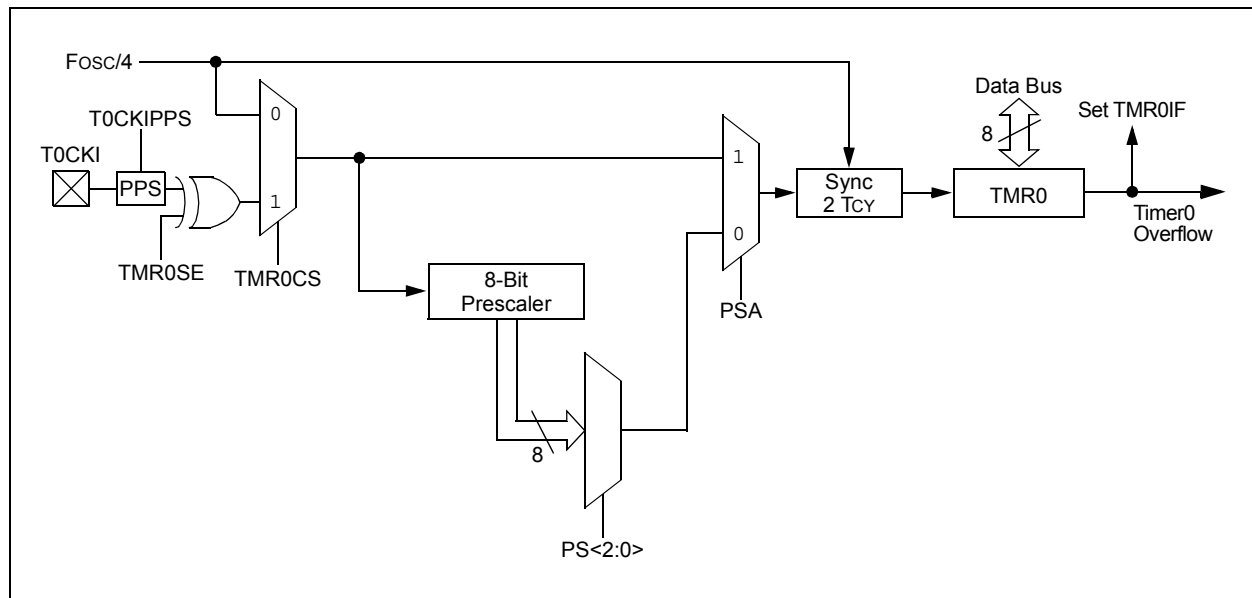 FOSC/4
Data Bus
T0CKIPPS
0
8
Set TMR0IF
T0CKI
PPS
1
1
Sync
2 TCY
TMR0
0
Timer0
Overflow
TMR0SE
TMR0CS
8-Bit
Prescaler
PSA
8
PS<2:0>